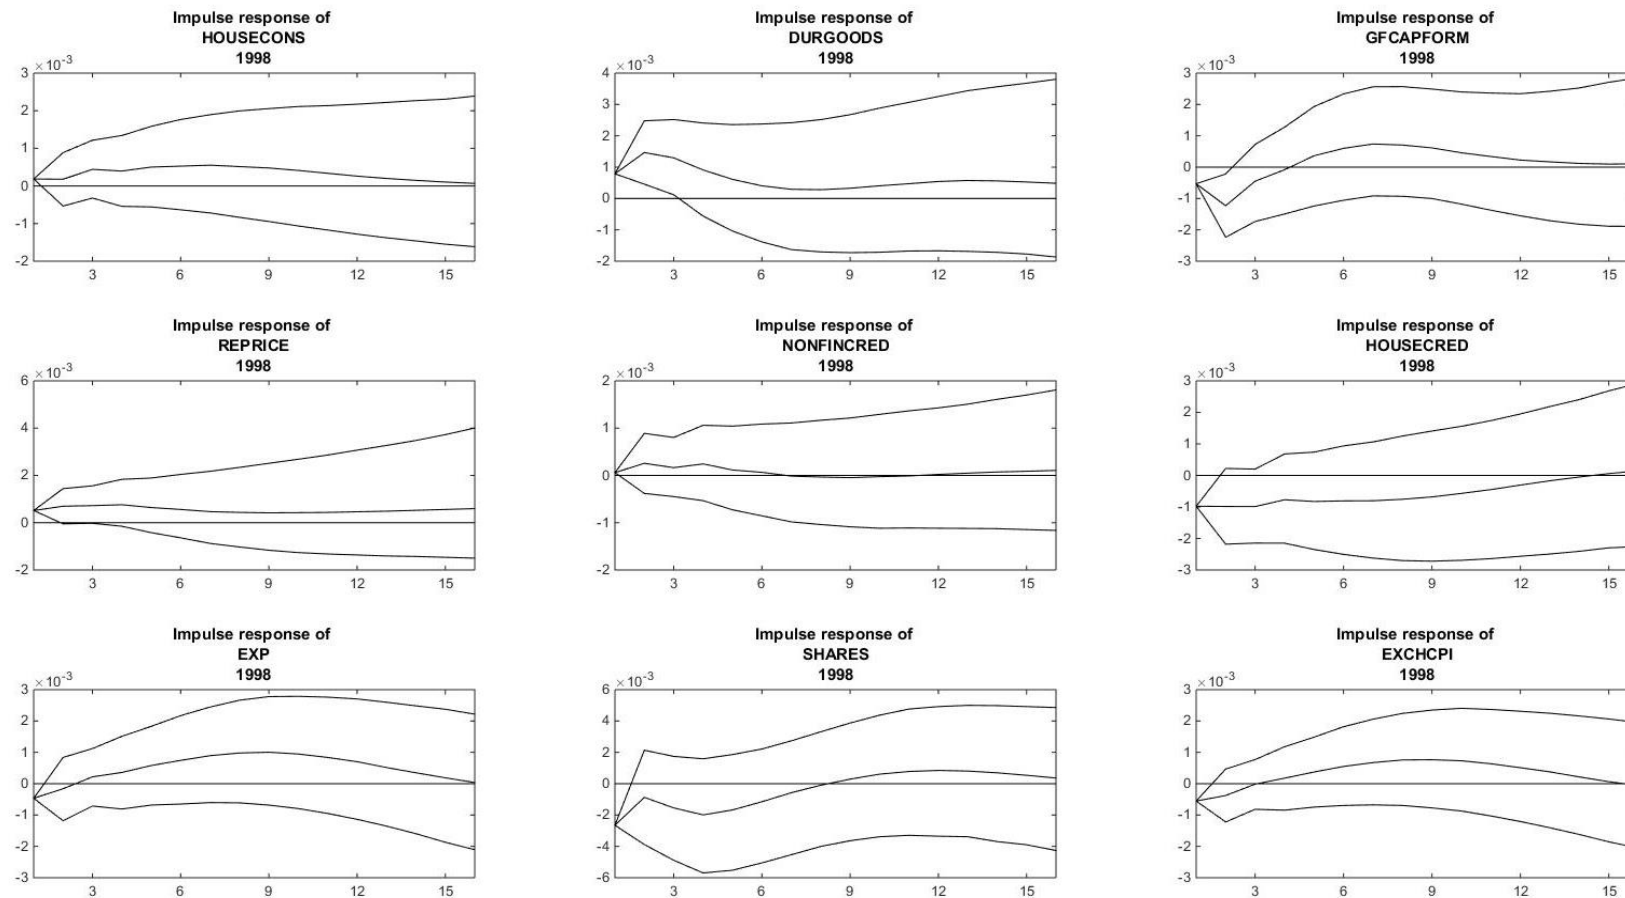 Impulse response of
HOUSECONS
1998
×10-3
3
2
1
0
-1
-2
3 6 9 12 15
Impulse response of
DURGOODS
1998
×10-3
4
3
2
1
0
-1
-2
3 6 9 12 15
Impulse response of
GFCAPFORM
1998
×10-3
3
2
1
0
-1
-2
-3
3 6 9 12 15
Impulse response of
REPRICE
1998
×10-3
6
4
2
0
-2
3 6 9 12 15
Impulse response of
NONFINCRED
1998
×10-3
2
1
0
-1
-2
3 6 9 12 15
Impulse response of
HOUSECRED
1998
×10-3
3
2
1
0
-1
-2
-3
3 6 9 12 15
Impulse response of
EXP
1998
×10-3
3
2
1
0
-1
-2
-3
3 6 9 12 15
Impulse response of
SHARES
1998
×10-3
6
4
2
0
-2
-4
-6
3 6 9 12 15
Impulse response of
EXCHCPI
1998
×10-3
3
2
1
0
-1
-2
-3
3 6 9 12 15